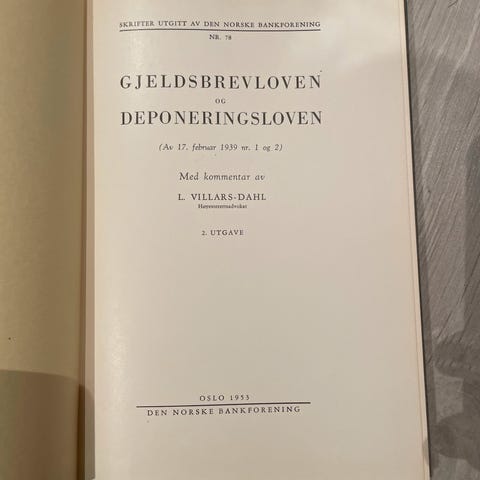 SKRIFTER UTGITT AV DEN NORSKE BANKFORENING
NR. 78
GJELDSBREVLOVEN
OG
DEPONERINGSLOVEN
(Av 17. februar 1939 nr. 1 og 2)
Med kommentar av
L. VILLARS-DAHL
Høyesterettsadvokat
2. UTGAVE
OSLO 1953
DEN NORSKE BANKFORENING